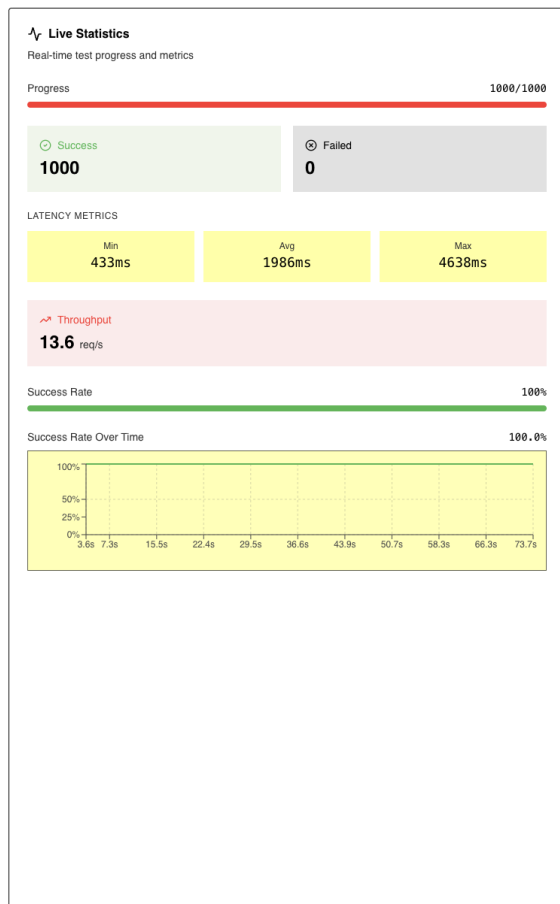 Live Statistics
Real-time test progress and metrics
Progress 1000/1000
Success Failed
1000 0
LATENCY METRICS
Min Avg Max
433ms 1986ms 4638ms
Throughput
13.6 req/s
Success Rate 100%
Success Rate Over Time 100.0%
100%
50%
25%
0%
3.6s 7.3s 15.5s 22.4s 29.5s 36.6s 43.9s 50.7s 58.3s 66.3s 73.7s